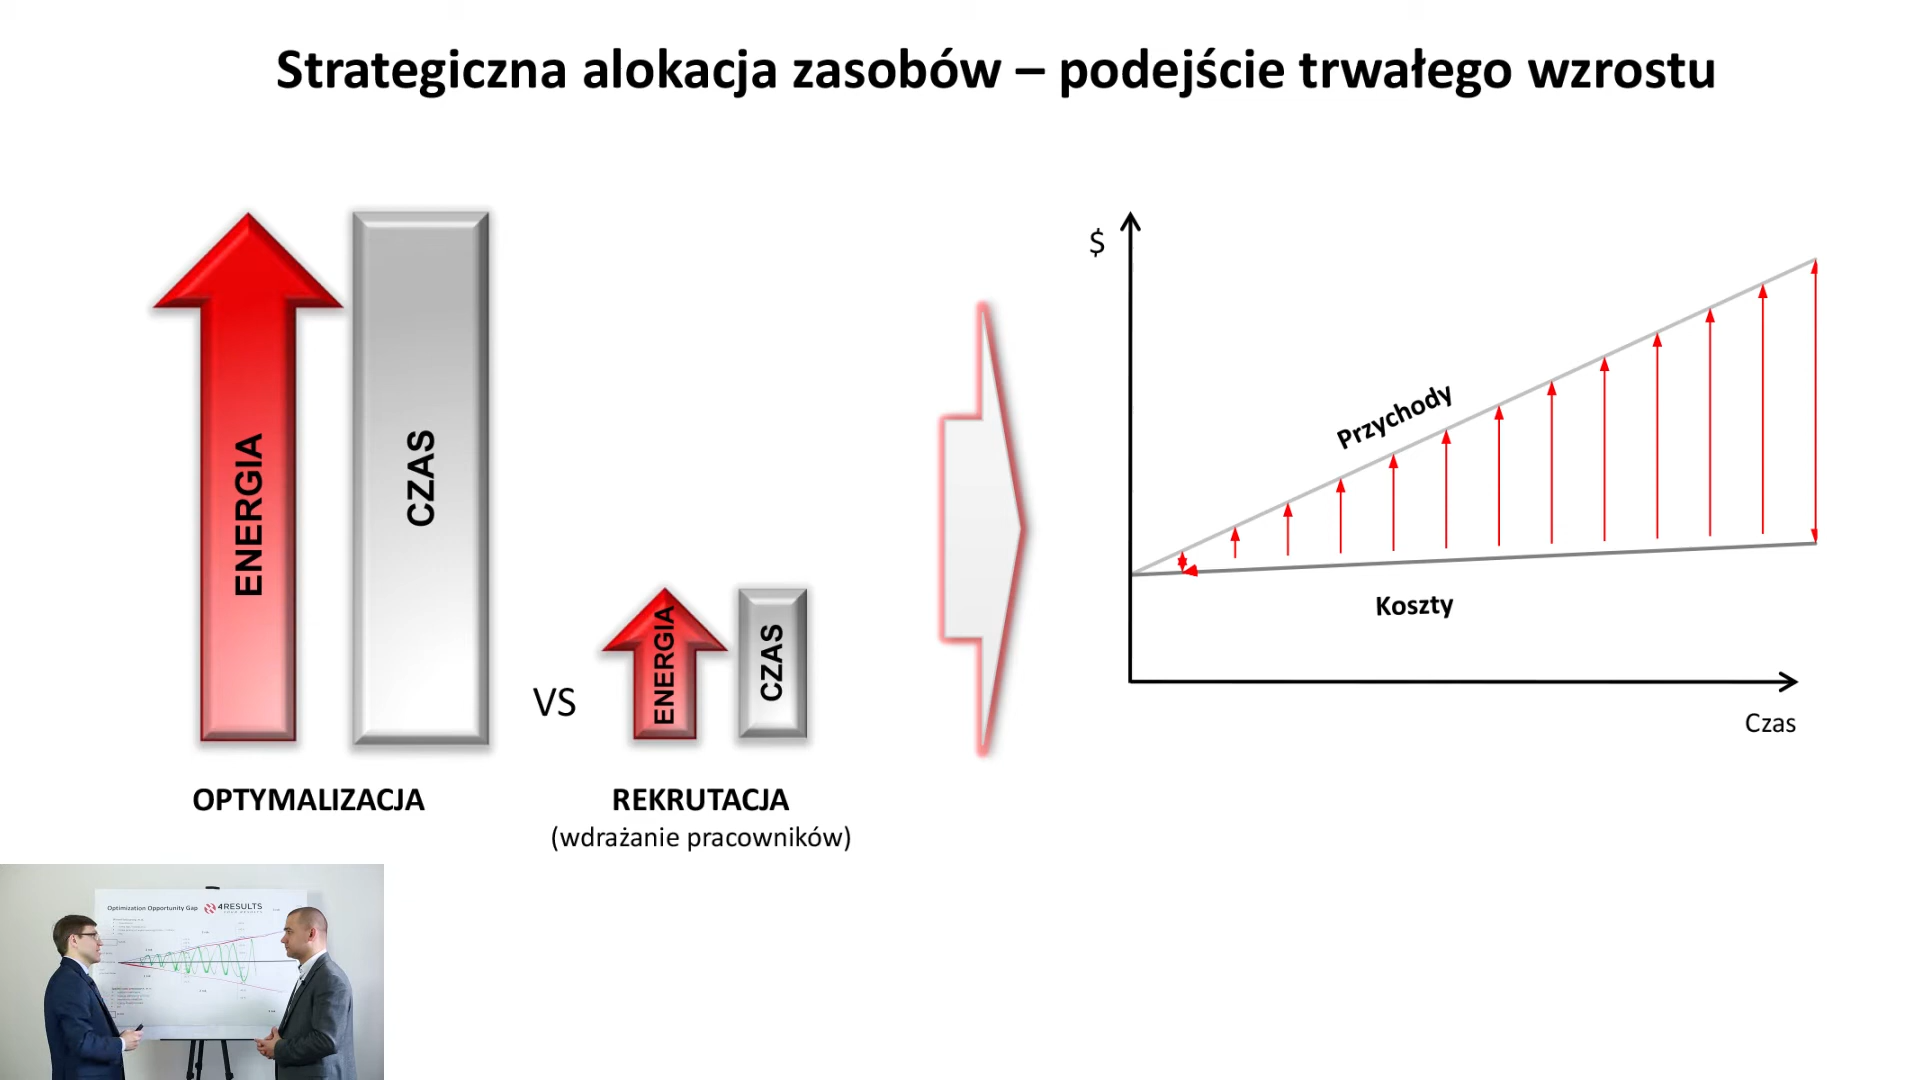 Strategiczna alokacja zasobów – podejście trwałego wzrostu
ENERGIA
CZAS
VS
ENERGIA
CZAS
OPTYMALIZACJA
REKRUTACJA
(wdrażanie pracowników)
$
Przychody
Koszty
Czas
Optimization Opportunity Gap
4RESULTS